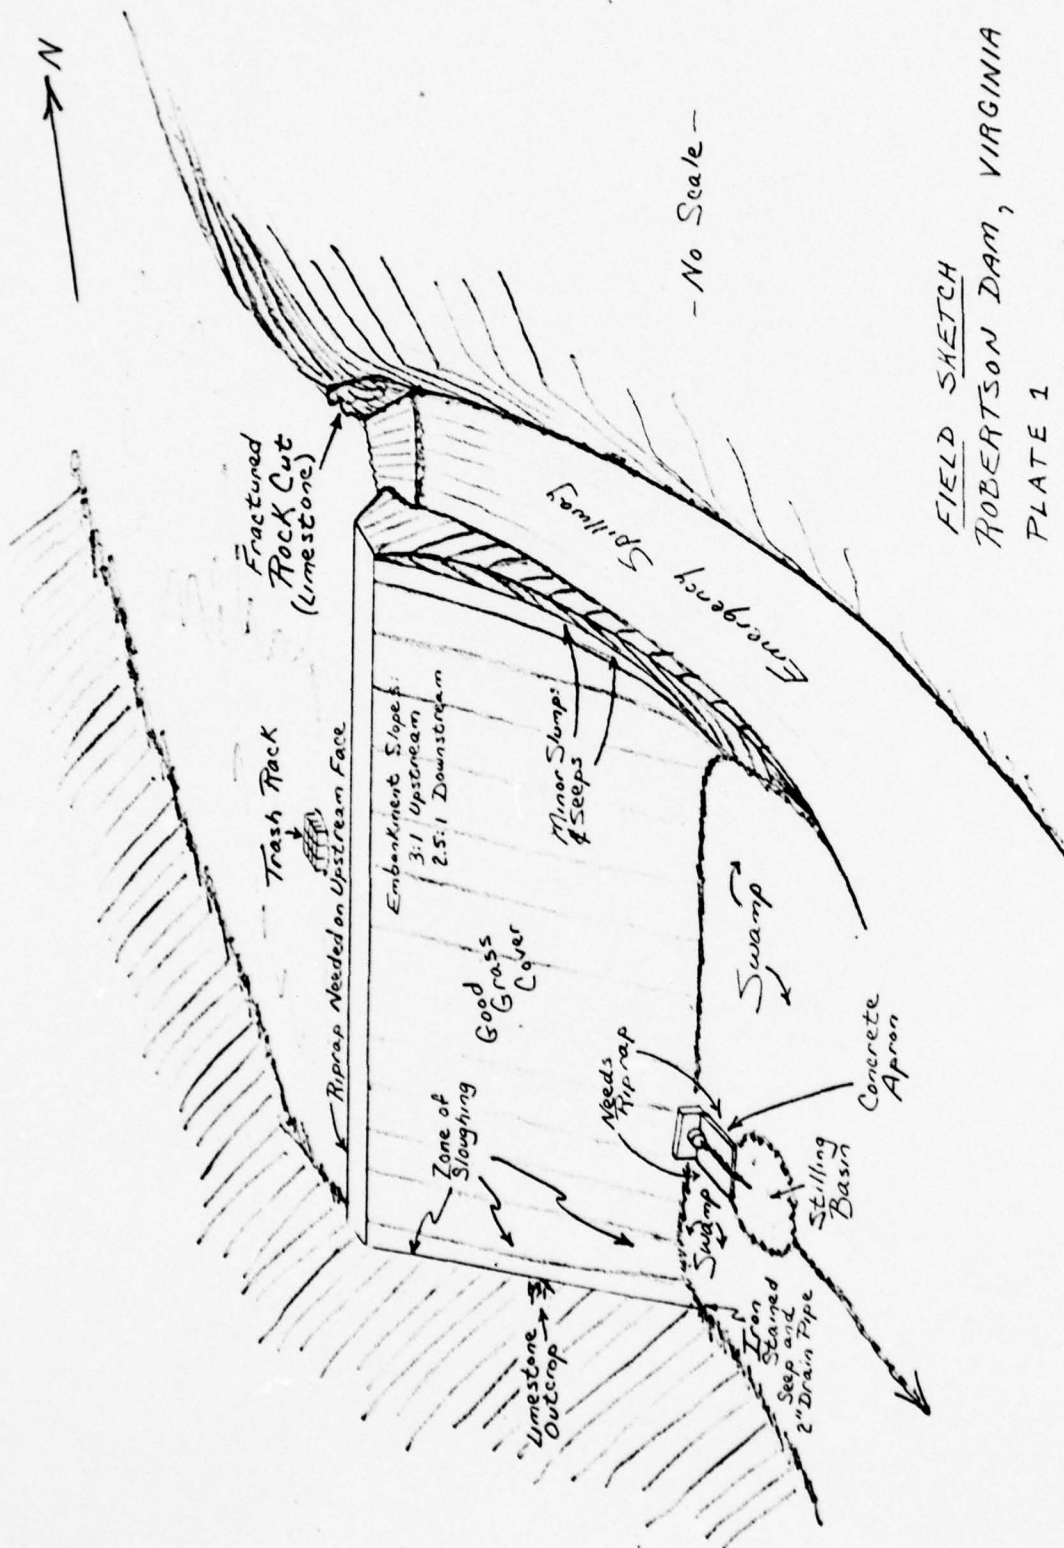 N
Fractured
Rock Cut
(Limestone)
Trash Rack
Riprap Needed on Upstream Face
Embankment Slopes:
3:1 Upstream
2.5:1 Downstream
Good
Grass
Cover
Minor Slumps
& Seeps
Emergency Spillway
Zone of
Sloughing
Needs
Riprap
Swamp
Swamp
Concrete
Apron
Stilling
Basin
Limestone
Outcrop
Iron
Stained
Seep and
2" Drain Pipe
- No Scale -
FIELD SKETCH
ROBERTSON DAM, VIRGINIA
PLATE 1